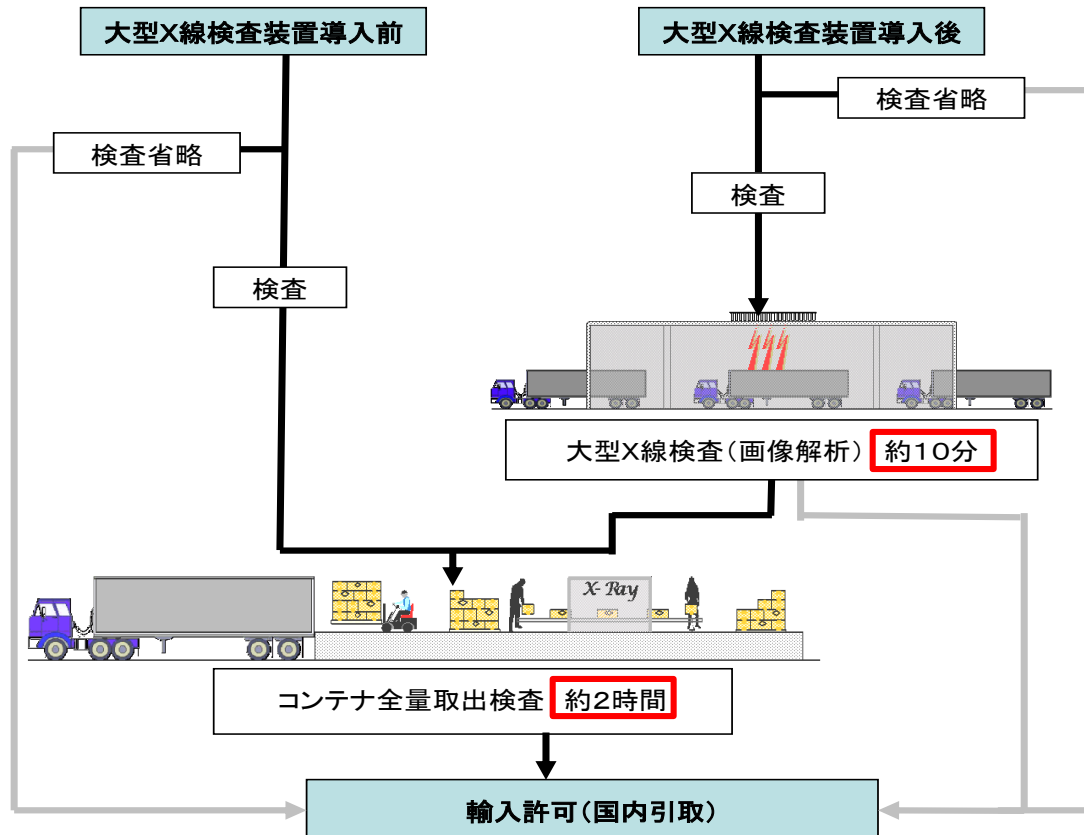 大型X線検査装置導入前
大型X線検査装置導入後
検査省略
検査省略
検査
検査
大型X線検査(画像解析) 約10分
X-Ray
コンテナ全量取出検査 約2時間
輸入許可(国内引取)